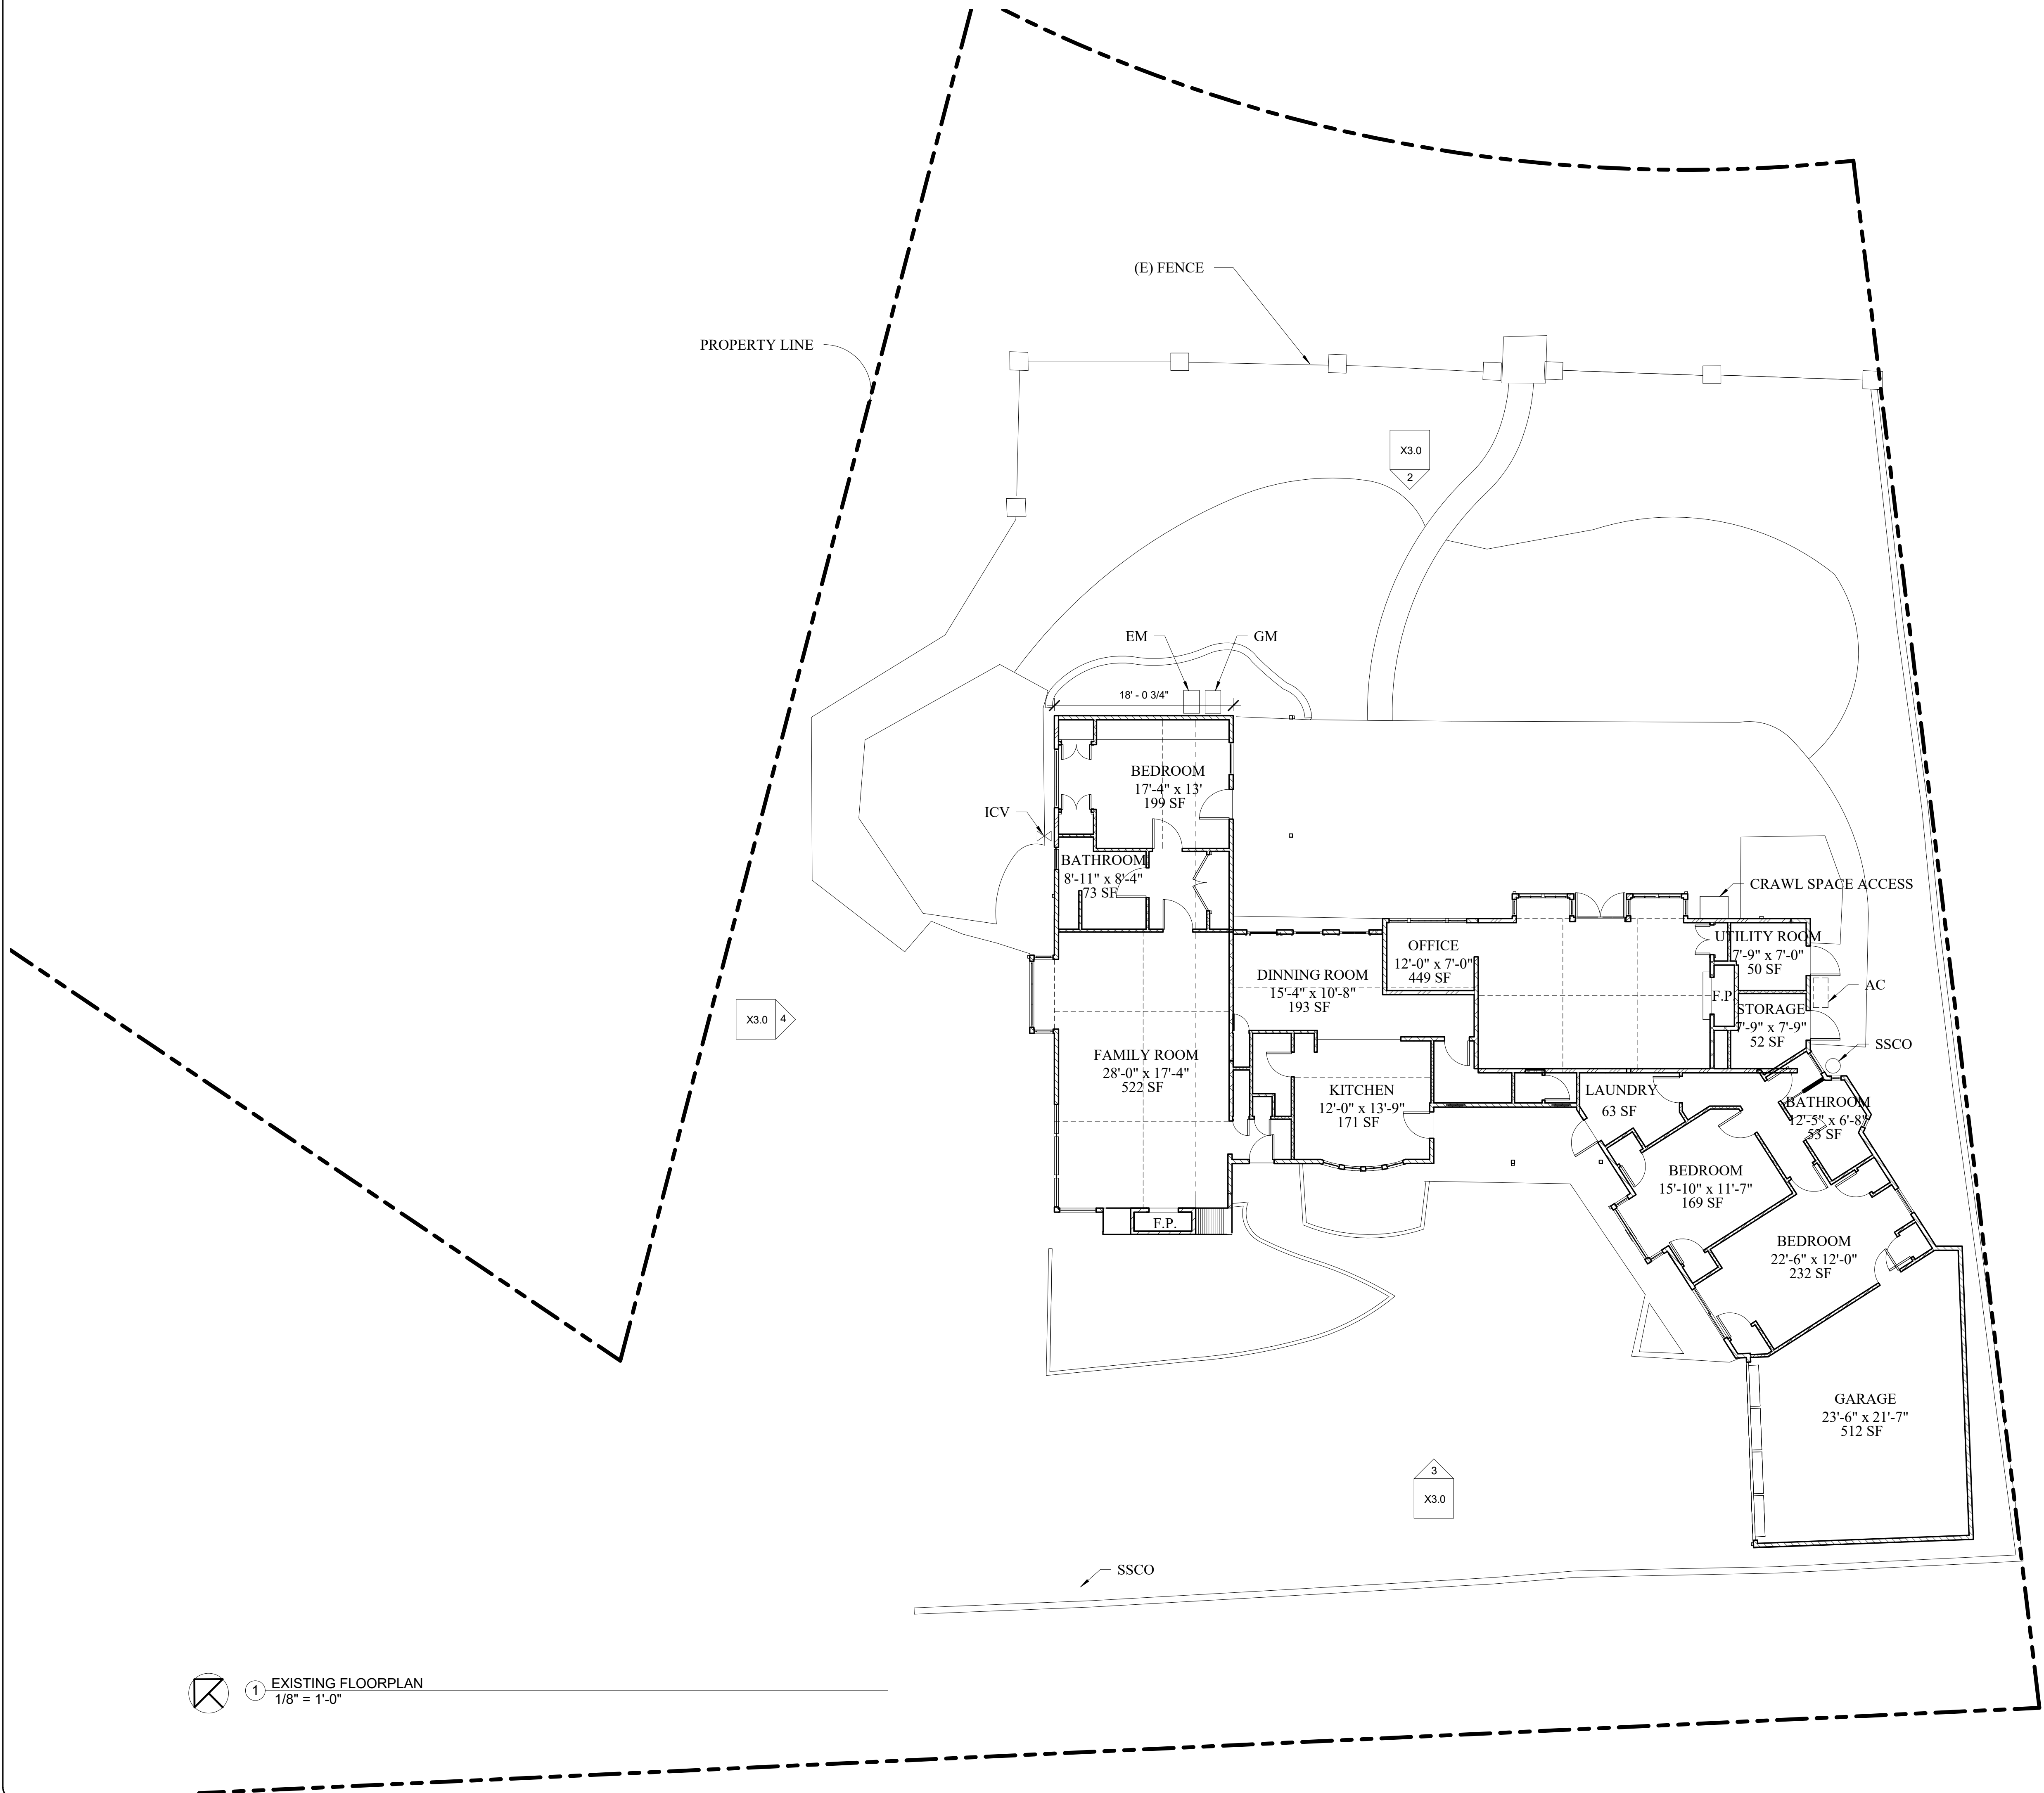 (E) FENCE
PROPERTY LINE
X3.0
2
EM
GM
18' - 0 3/4"
BEDROOM
17'-4" x 13'
199 SF
ICV
BATHROOM
8'-11" x 8'-4"
73 SF
CRAWL SPACE ACCESS
OFFICE
12'-0" x 7'-0"
449 SF
UTILITY ROOM
7'-9" x 7'-0"
50 SF
DINNING ROOM
15'-4" x 10'-8"
193 SF
F.P.
AC
STORAGE
7'-9" x 7'-9"
52 SF
X3.0
4
SSCO
FAMILY ROOM
28'-0" x 17'-4"
522 SF
KITCHEN
12'-0" x 13'-9"
171 SF
LAUNDRY
63 SF
BATHROOM
12'-5" x 6'-8"
53 SF
BEDROOM
15'-10" x 11'-7"
169 SF
F.P.
BEDROOM
22'-6" x 12'-0"
232 SF
GARAGE
23'-6" x 21'-7"
512 SF
3
X3.0
SSCO
1
EXISTING FLOORPLAN
1/8" = 1'-0"